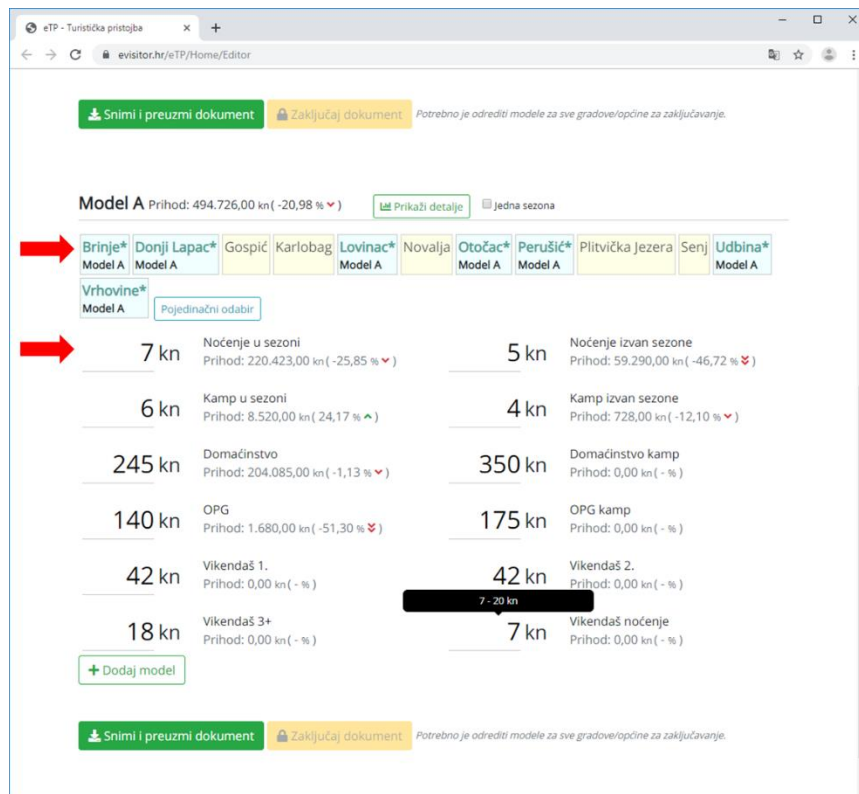 eTP - Turistička pristojba
evisitor.hr/eTP/Home/Editor
Snimi i preuzmi dokument Zaključaj dokument Potrebno je odrediti modele za sve gradove/općine za zaključavanje.
Model A Prihod: 494.726,00 kn ( -20,98 % ) Prikaži detalje Jedna sezona
Brinje* Donji Lapac* Gospić Karlobag Lovinac* Novalja Otočac* Perušić* Plitvička Jezera Senj Udbina*
Model A Model A Model A Model A Model A Model A
Vrhovine*
Model A Pojedinačni odabir
7 kn Noćenje u sezoni 5 kn Noćenje izvan sezone
Prihod: 220.423,00 kn ( -25,85 % ) Prihod: 59.290,00 kn ( -46,72 % )
6 kn Kamp u sezoni 4 kn Kamp izvan sezone
Prihod: 8.520,00 kn ( 24,17 % ) Prihod: 728,00 kn ( -12,10 % )
245 kn Domaćinstvo 350 kn Domaćinstvo kamp
Prihod: 204.085,00 kn ( -1,13 % ) Prihod: 0,00 kn ( - % )
140 kn OPG 175 kn OPG kamp
Prihod: 1.680,00 kn ( -51,30 % ) Prihod: 0,00 kn ( - % )
42 kn Vikendaš 1. 42 kn Vikendaš 2.
Prihod: 0,00 kn ( - % ) Prihod: 0,00 kn ( - % )
7 - 20 kn
18 kn Vikendaš 3+ 7 kn Vikendaš noćenje
Prihod: 0,00 kn ( - % ) Prihod: 0,00 kn ( - % )
+ Dodaj model
Snimi i preuzmi dokument Zaključaj dokument Potrebno je odrediti modele za sve gradove/općine za zaključavanje.